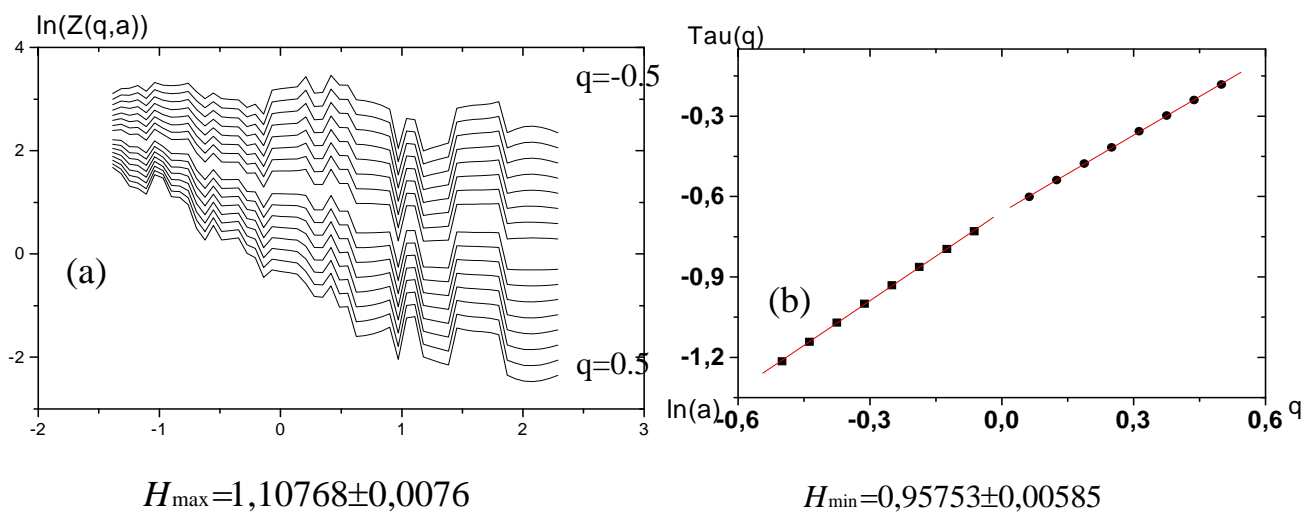 ln(Z(q,a))
4
2
0
-2
-2
-1
0
1
2
3
q=-0.5
q=0.5
(a)
ln(a)
Tau(q)
-0,3
-0,6
-0,9
-1,2
-0,6
-0,3
0,0
0,3
0,6
q
(b)
Hmax=1,10768±0,0076
Hmin=0,95753±0,00585